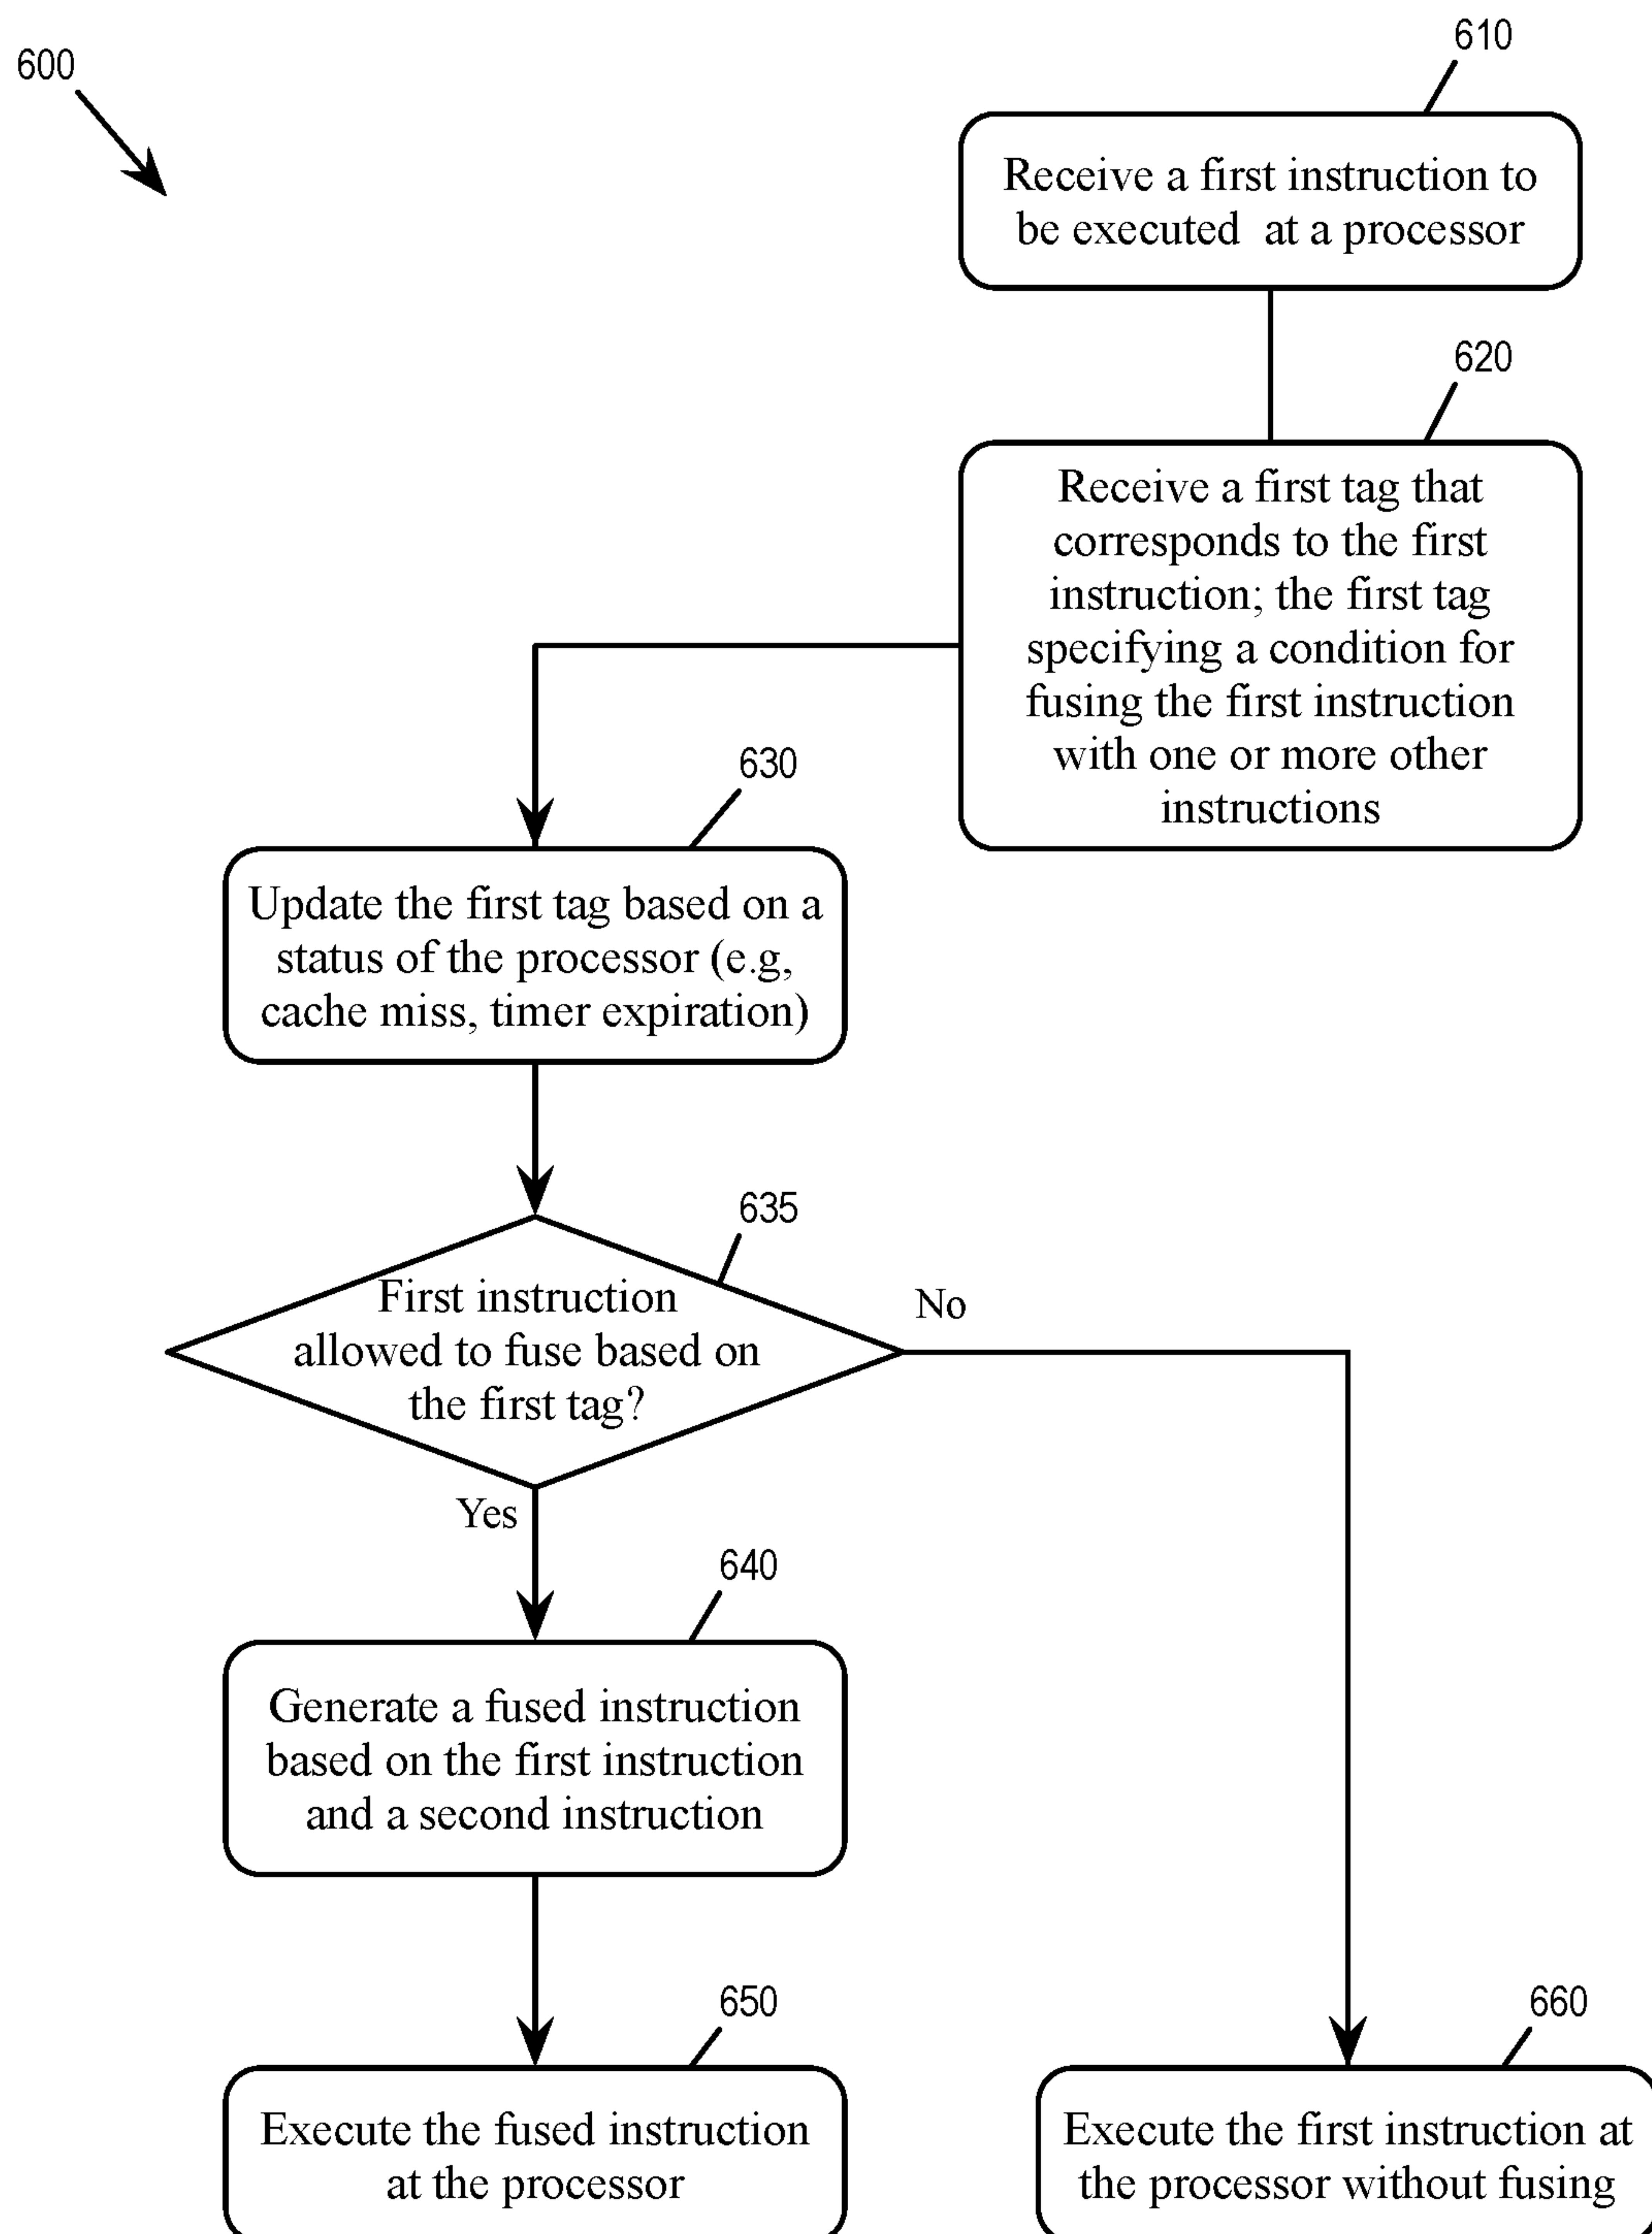 600
610
Receive a first instruction to
be executed at a processor
620
Receive a first tag that
corresponds to the first
instruction; the first tag
specifying a condition for
fusing the first instruction
with one or more other
instructions
630
Update the first tag based on a
status of the processor (e.g,
cache miss, timer expiration)
635
First instruction
allowed to fuse based on
the first tag?
No
Yes
640
Generate a fused instruction
based on the first instruction
and a second instruction
650
Execute the fused instruction
at the processor
660
Execute the first instruction at
the processor without fusing